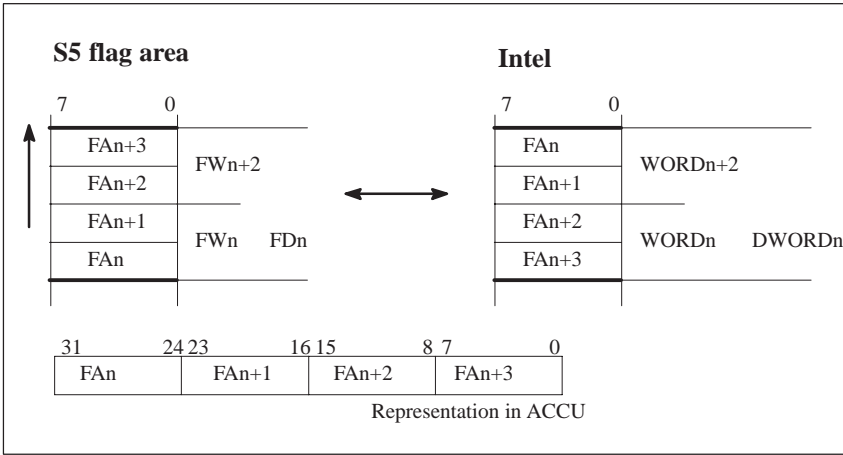 S5 flag area
Intel
7 0
7 0
FAn+3
FWn+2
FAn+2
FAn+1
FWn FDn
FAn
FAn
WORDn+2
FAn+1
FAn+2
WORDn DWORDn
FAn+3
31 24 23 16 15 8 7 0
FAn FAn+1 FAn+2 FAn+3
Representation in ACCU